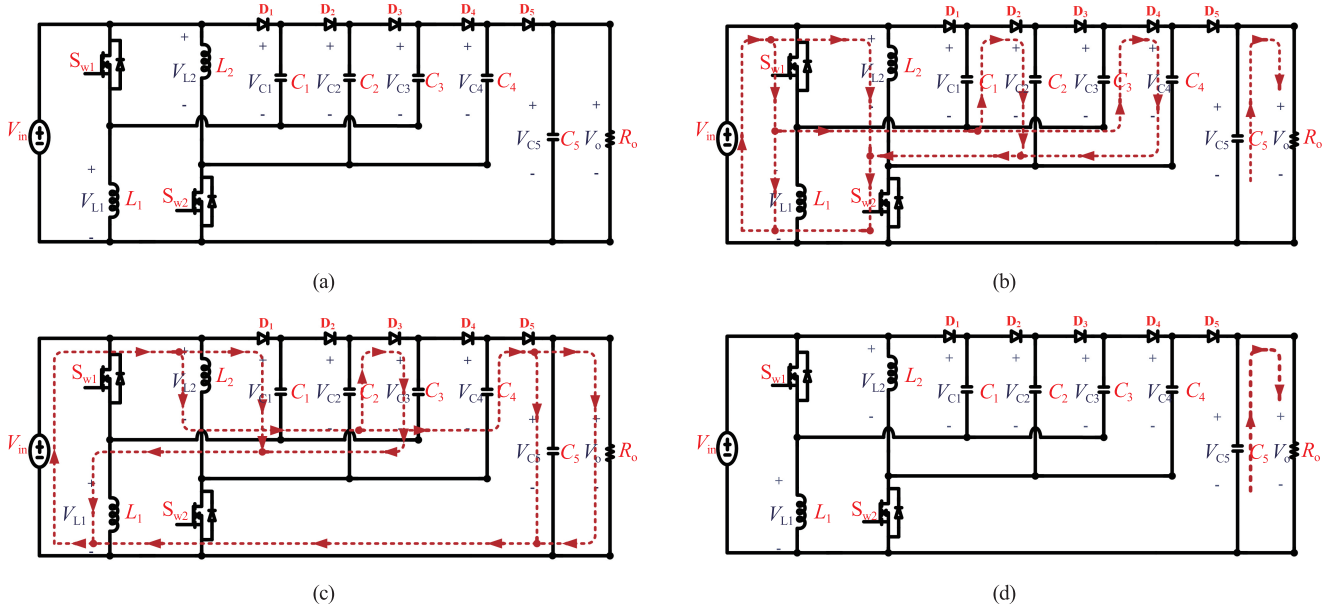 D1 D2 D3 D4 D5
Sw1 + VL2 - L2 + VC1 - C1 + VC2 - C2 + VC3 - C3 + VC4 - C4
Vin + VC5 - C5 + Vo - Ro
+ VL1 - L1 Sw2
(a)
D1 D2 D3 D4 D5
Sw1 + VL2 - L2 + VC1 - C1 + VC2 - C2 + VC3 - C3 + VC4 - C4
Vin + VC5 - C5 + Vo - Ro
+ VL1 - L1 Sw2
(b)
D1 D2 D3 D4 D5
Sw1 + VL2 - L2 + VC1 - C1 + VC2 - C2 + VC3 - C3 + VC4 - C4
Vin + VC5 - C5 + Vo - Ro
+ VL1 - L1 Sw2
(c)
D1 D2 D3 D4 D5
Sw1 + VL2 - L2 + VC1 - C1 + VC2 - C2 + VC3 - C3 + VC4 - C4
Vin + VC5 - C5 + Vo - Ro
+ VL1 - L1 Sw2
(d)